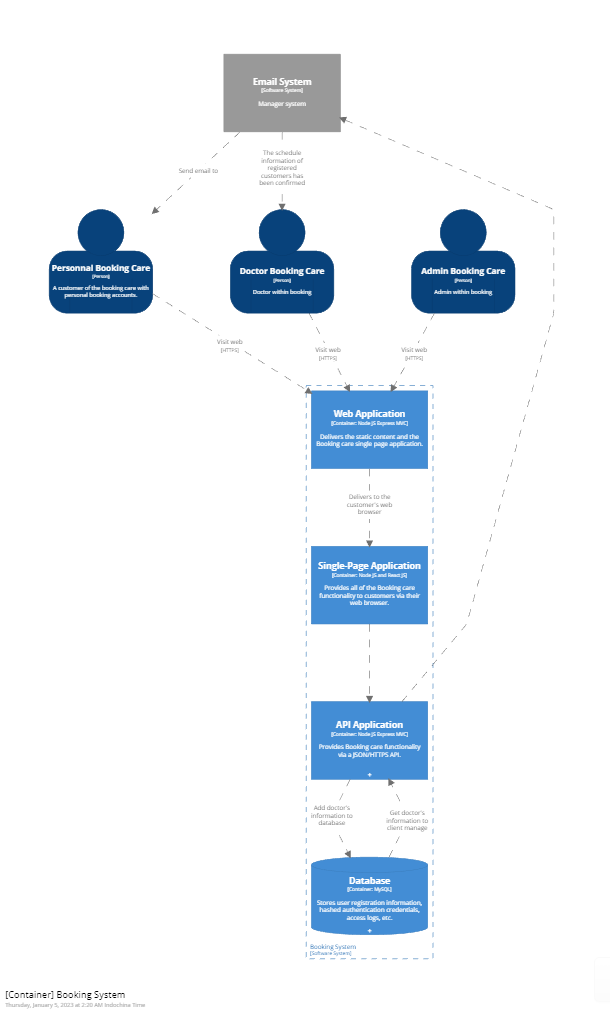 Email System
[Software System]
Manager system
Send email to
The schedule
information of
registered
customers has
been confirmed
Personnal Booking Care
[Person]
A customer of the booking care with
personal booking accounts.
Doctor Booking Care
[Person]
Doctor within booking
Admin Booking Care
[Person]
Admin within booking
Visit web
[HTTPS]
Visit web
[HTTPS]
Visit web
[HTTPS]
Web Application
[Container: Node JS Express MVC]
Delivers the static content and the
Booking care single page application.
Delivers to the
customer's web
browser
Single-Page Application
[Container: Node JS and React JS]
Provides all of the Booking care
functionality to customers via their
web browser.
API Application
[Container: Node JS Express MVC]
Provides Booking care functionality
via a JSON/HTTPS API.
+
Add doctor's
information to
database
Get doctor's
information to
client manage
Database
[Container: MySQL]
Stores user registration information,
hashed authentication credentials,
access logs, etc.
+
Booking System
[Software System]
[Container] Booking System
Thursday, January 5, 2023 at 2:20 AM Indochina Time